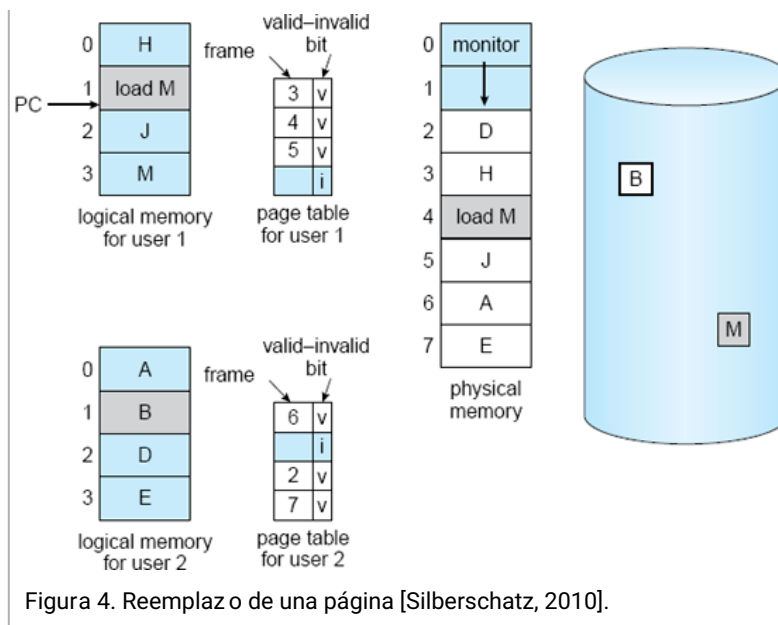 valid–invalid
bit
frame
0 H
1 load M
2 J
3 M
PC
3 v
4 v
5 v
i
logical memory
for user 1
page table
for user 1
0 monitor
1
2 D
3 H
4 load M
5 J
6 A
7 E
physical
memory
B
M
valid–invalid
bit
frame
0 A
1 B
2 D
3 E
6 v
i
2 v
7 v
logical memory
for user 2
page table
for user 2
Figura 4. Reemplazo de una página [Silberschatz, 2010].